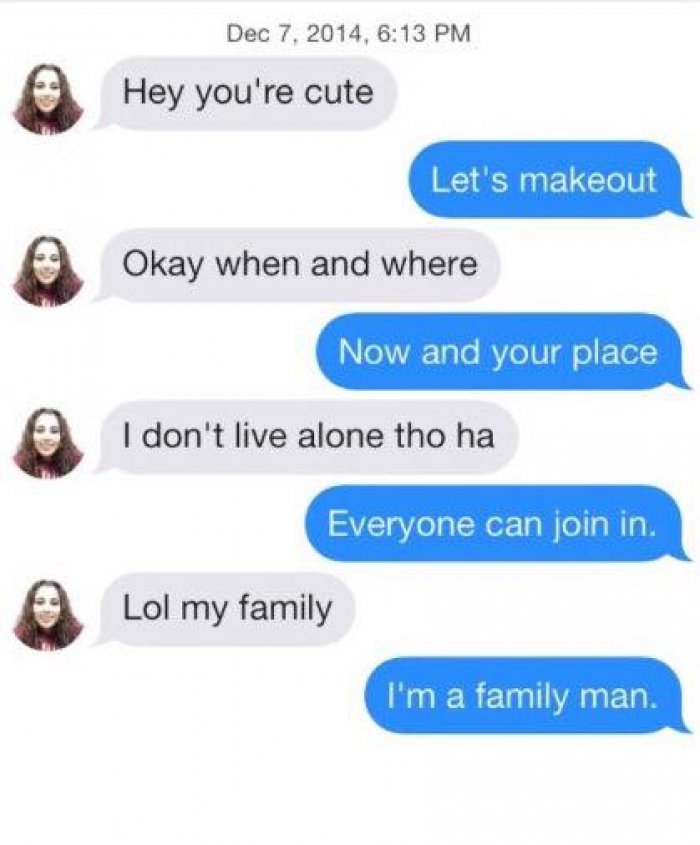 Dec 7, 2014, 6:13 PM
Hey you're cute
Let's makeout
Okay when and where
Now and your place
I don't live alone tho ha
Everyone can join in.
Lol my family
I'm a family man.